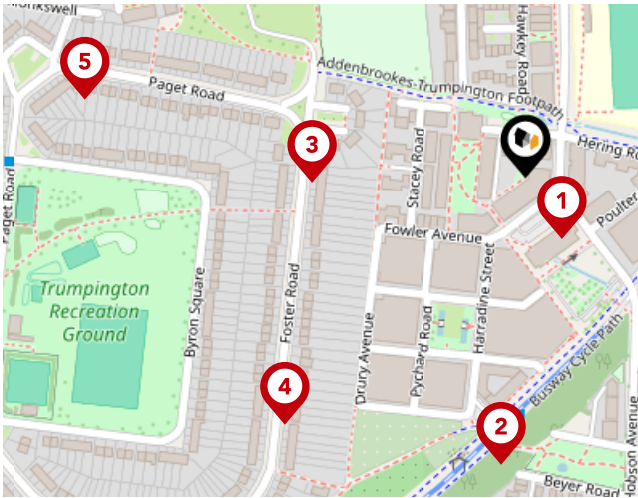 Hawkey Road
5
Addenbrookes-Trumpington Footpath
Paget Road
3
Hering
Stacey Road
1
Paget Road
Poulter
Fowler Avenue
Trumpington
Recreation
Ground
Byron Square
Foster Road
Harradine Street
Drury Avenue
Pychard Road
Busway Cycle Path
4
2
Hobson Avenue
Beyer Road